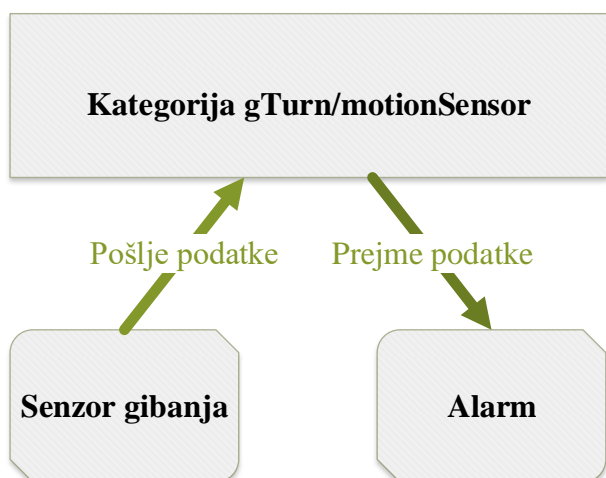 Kategorija gTurn/motionSensor
Pošlje podatke
Prejme podatke
Senzor gibanja
Alarm